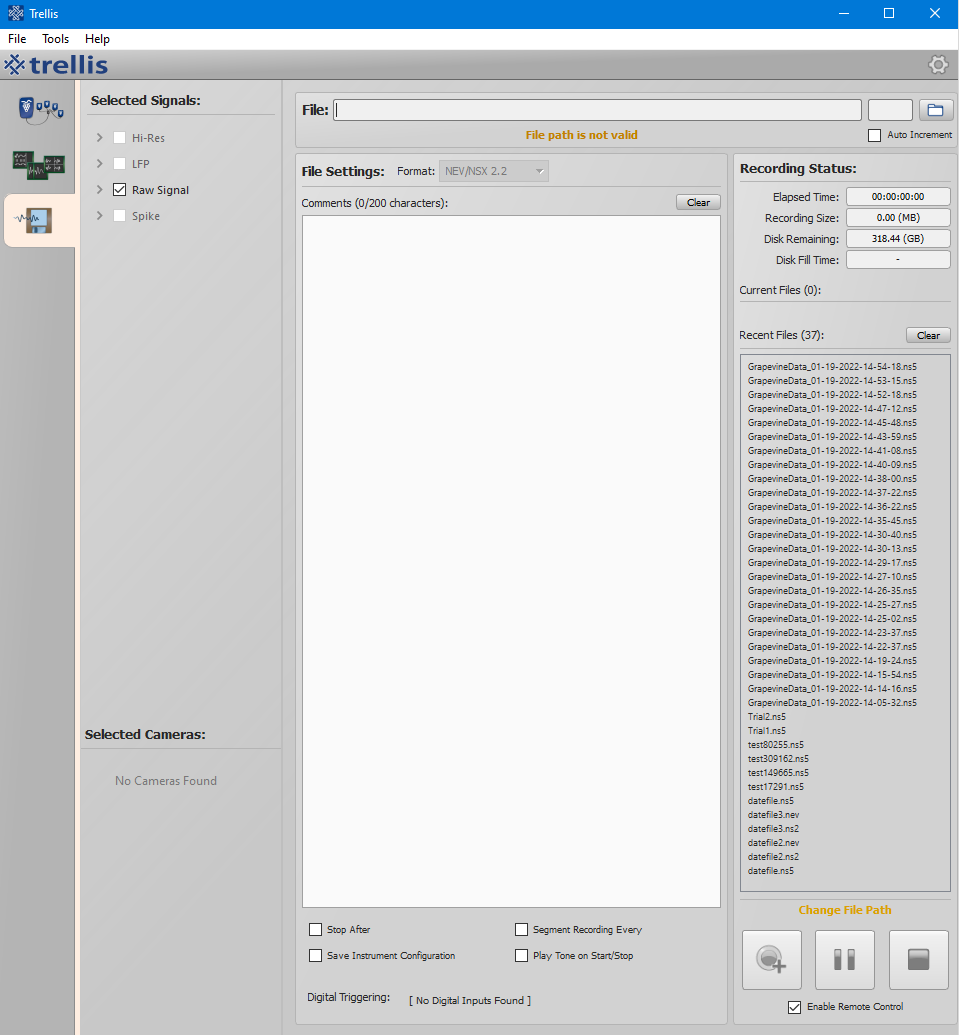 Trellis
File Tools Help
trellis
Selected Signals:
Hi-Res
LFP
Raw Signal
Spike
Selected Cameras:
No Cameras Found
File:
File path is not valid
Auto Increment
File Settings: Format: NEV/NSX 2.2
Comments (0/200 characters): Clear
Stop After
Segment Recording Every
Save Instrument Configuration
Play Tone on Start/Stop
Digital Triggering: [ No Digital Inputs Found ]
Recording Status:
Elapsed Time: 00:00:00:00
Recording Size: 0.00 (MB)
Disk Remaining: 318.44 (GB)
Disk Fill Time: -
Current Files (0):
Recent Files (37): Clear
GrapevineData_01-19-2022-14-54-18.ns5
GrapevineData_01-19-2022-14-53-15.ns5
GrapevineData_01-19-2022-14-52-18.ns5
GrapevineData_01-19-2022-14-47-12.ns5
GrapevineData_01-19-2022-14-45-48.ns5
GrapevineData_01-19-2022-14-43-59.ns5
GrapevineData_01-19-2022-14-41-08.ns5
GrapevineData_01-19-2022-14-40-09.ns5
GrapevineData_01-19-2022-14-38-00.ns5
GrapevineData_01-19-2022-14-37-22.ns5
GrapevineData_01-19-2022-14-36-22.ns5
GrapevineData_01-19-2022-14-35-45.ns5
GrapevineData_01-19-2022-14-30-40.ns5
GrapevineData_01-19-2022-14-30-13.ns5
GrapevineData_01-19-2022-14-29-17.ns5
GrapevineData_01-19-2022-14-27-10.ns5
GrapevineData_01-19-2022-14-26-35.ns5
GrapevineData_01-19-2022-14-25-27.ns5
GrapevineData_01-19-2022-14-25-02.ns5
GrapevineData_01-19-2022-14-23-37.ns5
GrapevineData_01-19-2022-14-22-37.ns5
GrapevineData_01-19-2022-14-19-24.ns5
GrapevineData_01-19-2022-14-15-54.ns5
GrapevineData_01-19-2022-14-14-16.ns5
GrapevineData_01-19-2022-14-05-32.ns5
Trial2.ns5
Trial1.ns5
test80255.ns5
test309162.ns5
test149665.ns5
test17291.ns5
datefile.ns5
datefile3.nev
datefile3.ns2
datefile2.nev
datefile2.ns2
datefile.ns5
Change File Path
Enable Remote Control